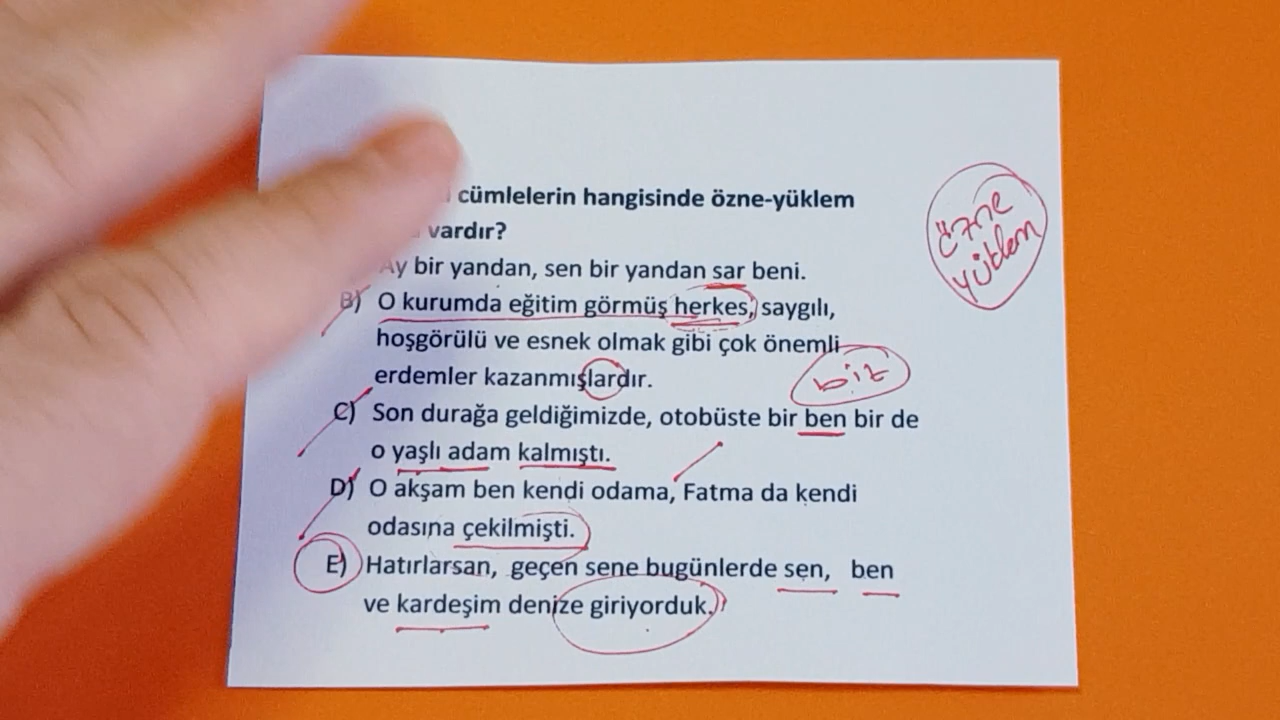 cümlelerin hangisinde özne-yüklem
vardır?
Ay bir yandan, sen bir yandan sar beni.
B) O kurumda eğitim görmüş herkes, saygılı,
hoşgörülü ve esnek olmak gibi çok önemli
erdemler kazanmışlardır.
biz
C) Son durağa geldiğimizde, otobüste bir ben bir de
o yaşlı adam kalmıştı.
D) O akşam ben kendi odama, Fatma da kendi
odasına çekilmişti.
E) Hatırlarsan, geçen sene bugünlerde sen, ben
ve kardeşim denize giriyorduk.
özne
yüklem